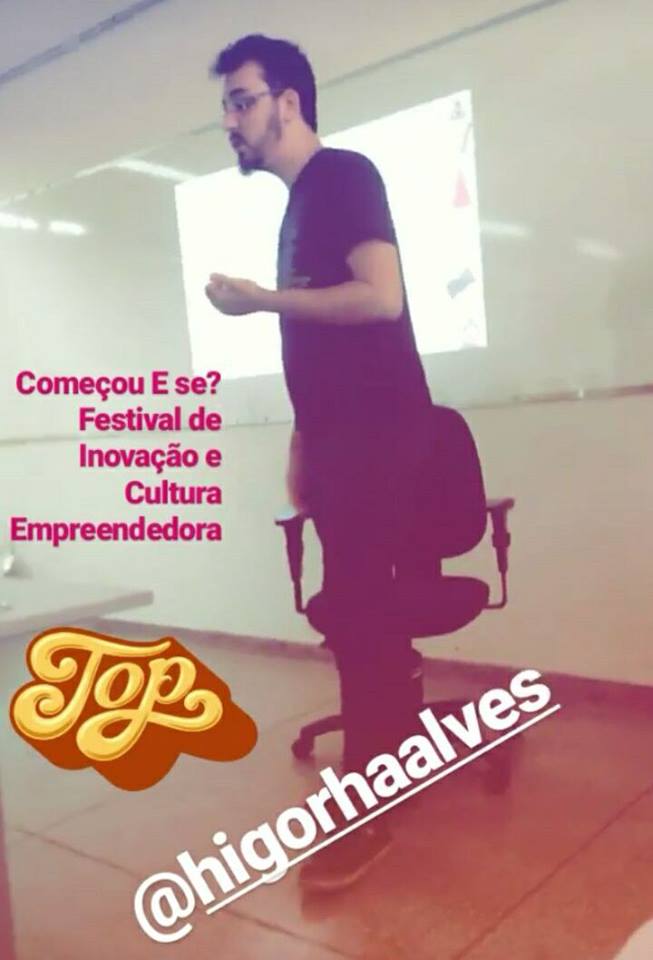 Começou E se?
Festival de
Inovação e
Cultura
Empreendedora
Top
@higorhaalves